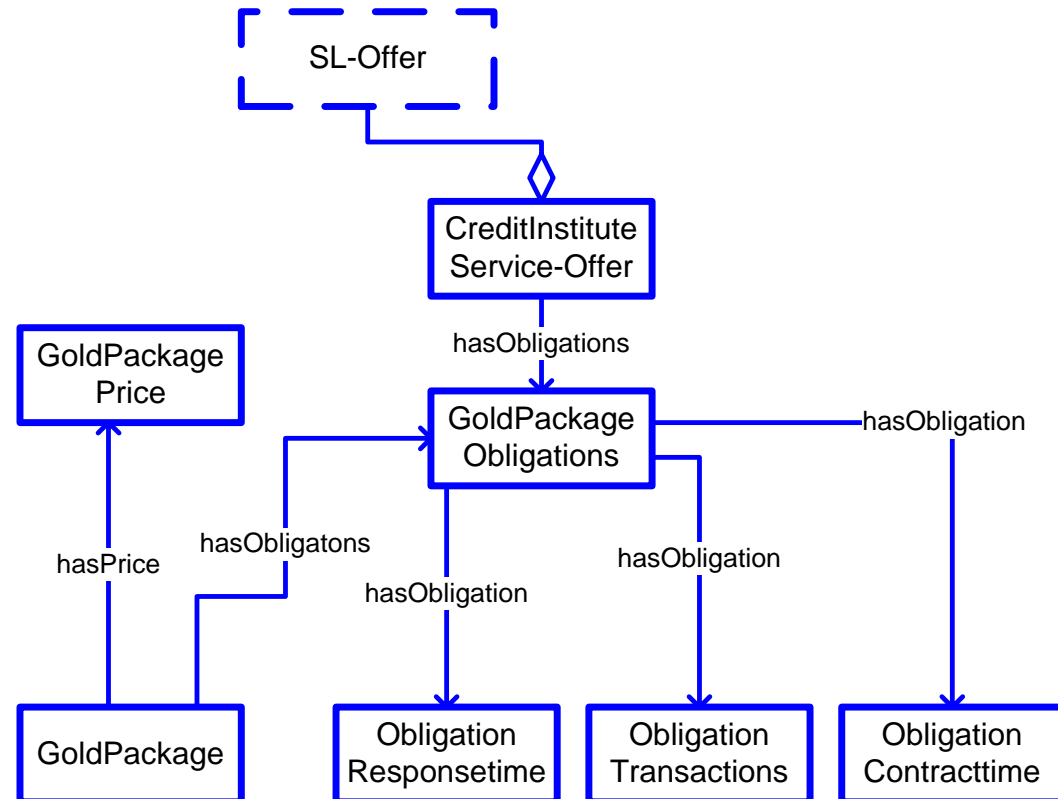 SL-Offer
CreditInstitute
Service-Offer
hasObligations
GoldPackage
Price
GoldPackage
Obligations
hasObligation
hasPrice
hasObligatons
hasObligation
hasObligation
GoldPackage
Obligation
Responsetime
Obligation
Transactions
Obligation
Contracttime